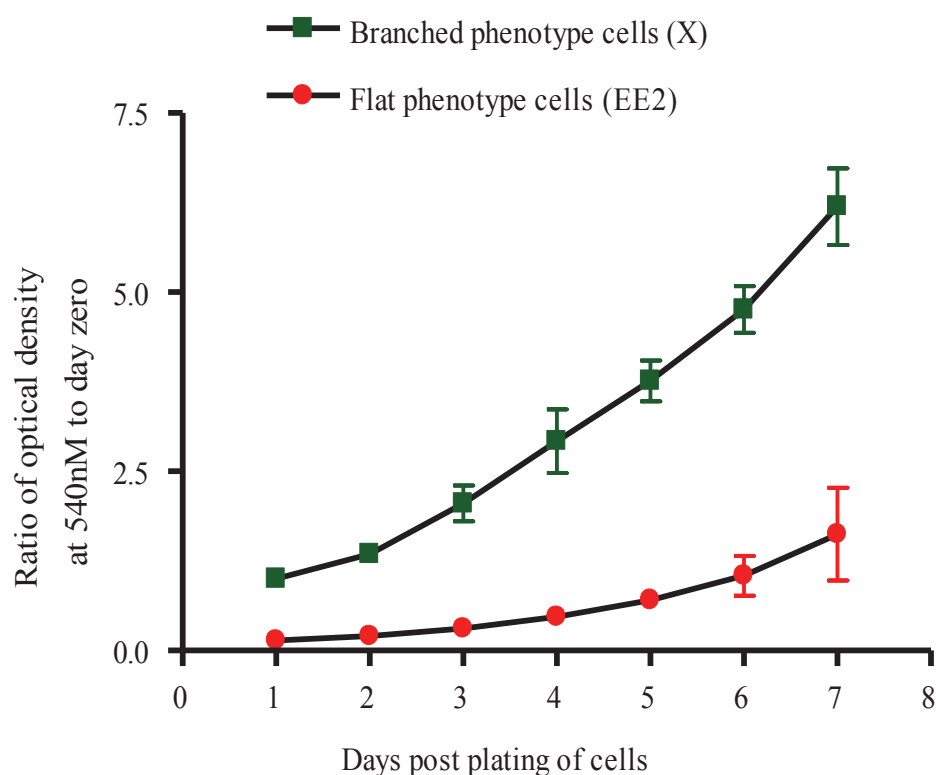 Branched phenotype cells (X)
Flat phenotype cells (EE2)
7.5
5.0
2.5
0.0
Ratio of optical density
at 540nM to day zero
0 1 2 3 4 5 6 7 8
Days post plating of cells